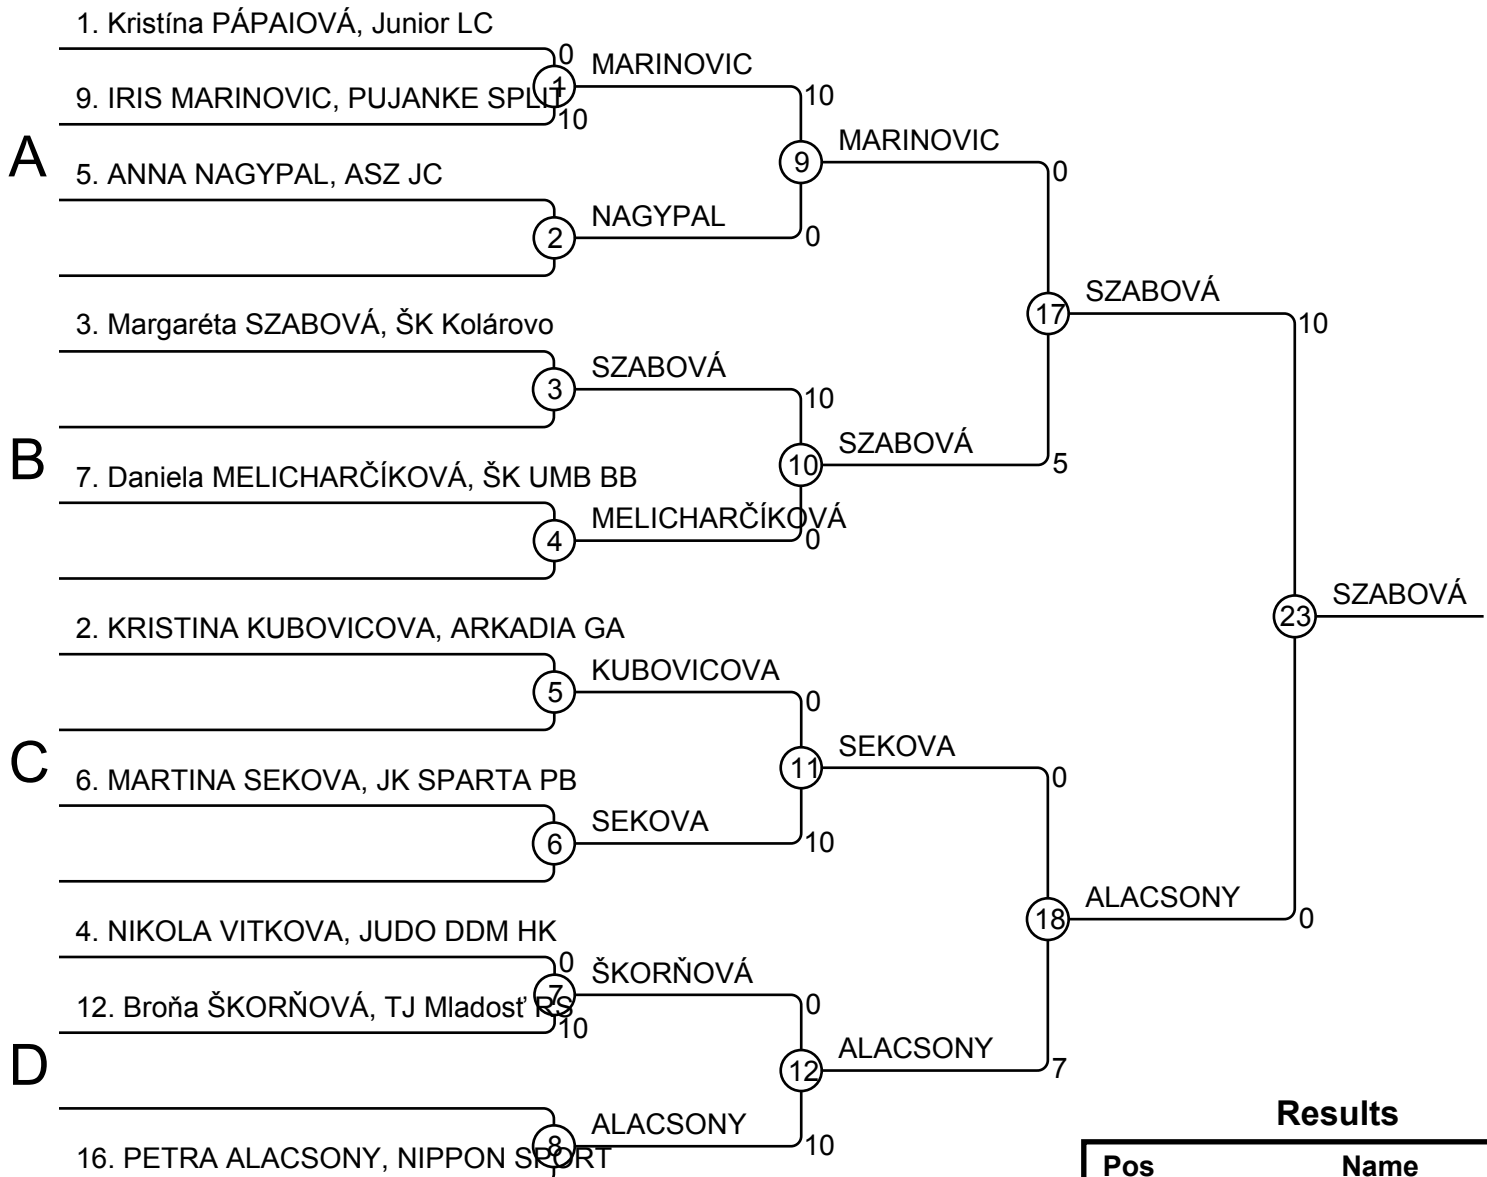 1. Kristína PÁPAIOVÁ, Junior LC
0
MARINOVIC
1
10
9. IRIS MARINOVIC, PUJANKE SPLIT
10
A
MARINOVIC
9
0
5. ANNA NAGYPAL, ASZ JC
NAGYPAL
2
0
SZABOVÁ
17
10
3. Margaréta SZABOVÁ, ŠK Kolárovo
SZABOVÁ
3
10
B
SZABOVÁ
10
5
7. Daniela MELICHARČÍKOVÁ, ŠK UMB BB
MELICHARČÍKOVÁ
4
0
SZABOVÁ
23
2. KRISTINA KUBOVICOVA, ARKADIA GA
KUBOVICOVA
5
0
C
SEKOVA
11
0
6. MARTINA SEKOVA, JK SPARTA PB
SEKOVA
6
10
ALACSONY
18
0
4. NIKOLA VITKOVA, JUDO DDM HK
0
ŠKORŇOVÁ
7
0
12. Broňa ŠKORŇOVÁ, TJ Mladosť RS
10
D
ALACSONY
12
7
ALACSONY
8
10
16. PETRA ALACSONY, NIPPON SPORT
Results
Pos Name